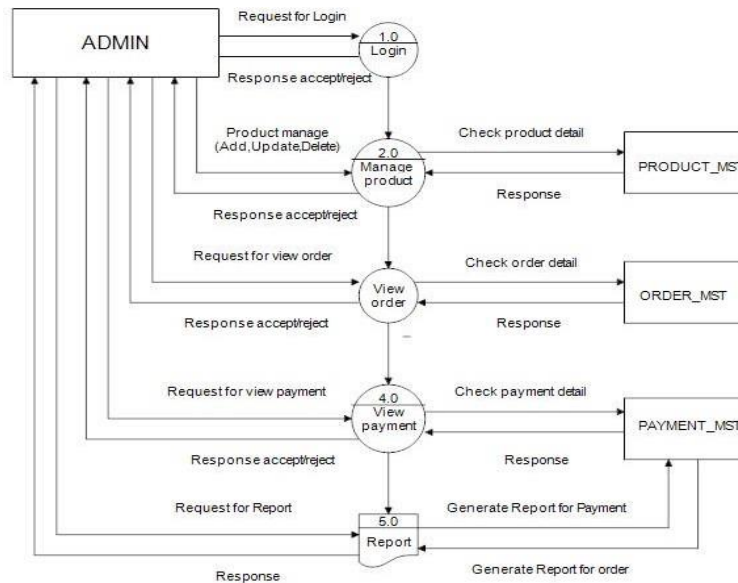 Request for Login
ADMIN
1.0
Login
Response accept/reject
Product manage
(Add,Update,Delete)
Check product detail
2.0
Manage
product
PRODUCT_MST
Response
Response accept/reject
Request for view order
Check order detail
View
order
ORDER_MST
Response accept/reject
Response
Request for view payment
Check payment detail
4.0
View
payment
PAYMENT_MST
Response accept/reject
Response
Request for Report
Generate Report for Payment
5.0
Report
Response
Generate Report for order